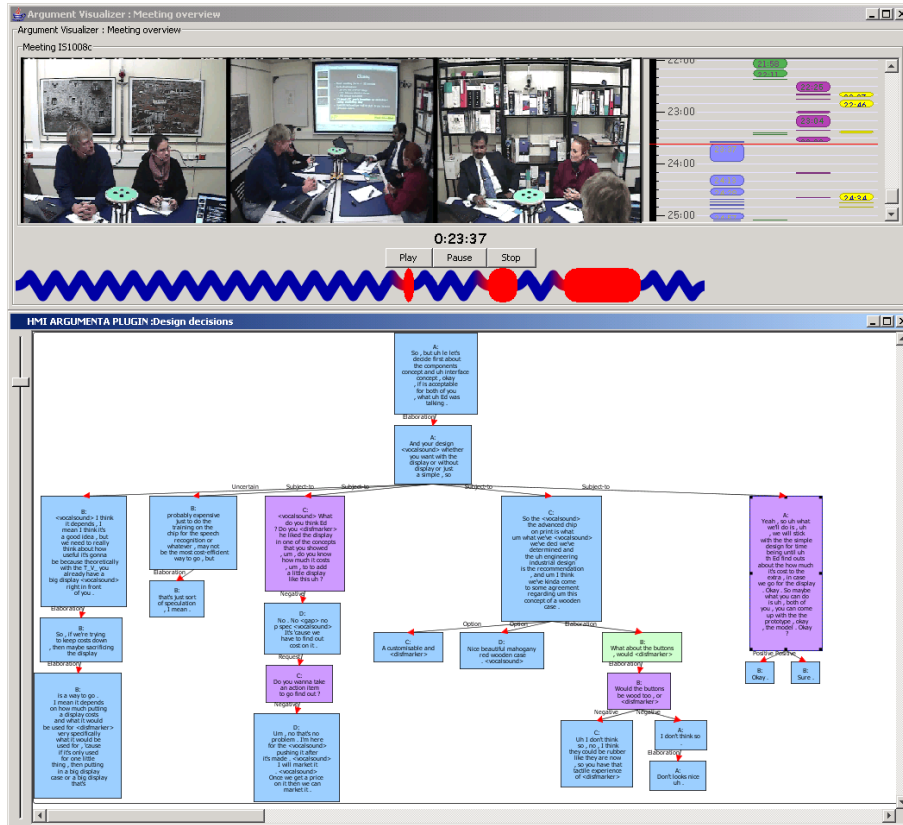 Argument Visualizer : Meeting overview
Argument Visualizer : Meeting overview
Meeting IS1008c
22:00
21:58
22:11
22:46
23:00
23:04
24:00
24:34
25:00
0:23:37
Play Pause Stop
HMI ARGUMENTA PLUGIN :Design decisions
A:
So , but uh le let's
decide first about
the components
concept and uh interface
concept , okay
, if is acceptable
for both of you
, what uh Ed was
talking .
Elaboration
A:
And your design
<vocalsound> whether
you want with the
display or without
display or just
a simple , so
Uncertain Subject-to Subject-to Subject-to Subject-to
B:
<vocalsound> I think
it depends , I
mean I think it's
a good idea , but
we need to really
think about how
useful it's gonna
be because theoretically
with the T_V_ you
already have a
big display <vocalsound>
right in front
of you .
Elaboration
B:
So , if we're trying
to keep costs down
, then maybe sacrificing
the display
Elaboration
B:
is a way to go .
I mean it depends
on how much putting
a display costs
and what it would
be used for <disfmarker>
very specifically
what it would be
used for , 'cause
if it's only used
for one little
thing , then putting
in a big display
case or a big display
that's
B:
probably expensive
just to do the
training on the
chip for the speech
recognition or
whatever , may not
be the most cost-efficient
way to go , but
Elaboration
B:
that's just sort
of speculation
, I mean .
C:
<vocalsound> What
do you think Ed
? Do you <disfmarker>
he liked the display
in one of the concepts
that you showed
, um , do you know
how much it costs
, um , to to add
a little display
like this uh ?
Negative
D:
No . No <gap> no
p spec <vocalsound>
It's 'cause we
have to find out
cost on it .
Request
C:
Do you wanna take
an action item
to go find out ?
Negative
D:
Um , no that's no
problem . I'm here
for the <vocalsound>
pushing it after
it's made . <vocalsound>
I will market it
. <vocalsound>
Once we get a price
on it then we can
market it .
C:
So the <vocalsound>
the advanced chip
on print is what
um what we've <vocalsound>
we've ded we've
determined and
the uh engineering
industrial design
is the recommendation
, and um I think
we've kinda come
to some agreement
regarding um this
concept of a wooden
case .
Option Option Elaboration
C:
A customisable and
<disfmarker>
D:
Nice beautiful mahogany
red wooden case
. <vocalsound>
B:
What about the buttons
, would <disfmarker>
Elaboration
B:
Would the buttons
be wood too , or
<disfmarker>
Negative Negative
C:
Uh I don't think
so , no , I think
they could be rubber
like they are now
, so you have that
tactile experience
of <disfmarker>
A:
I don't think so
.
Elaboration
A:
Don't looks nice
uh .
A:
Yeah , so uh what
we'll do is , uh
, we will stick
with the the simple
design for time
being until uh
th Ed finds out
about the how much
it's cost to the
extra , in case
we go for the display
. Okay . So maybe
what you can do
is uh , both of
you , you can come
up with the the
prototype , okay
, the model . Okay
?
Positive Positive
B:
Okay .
B:
Sure .